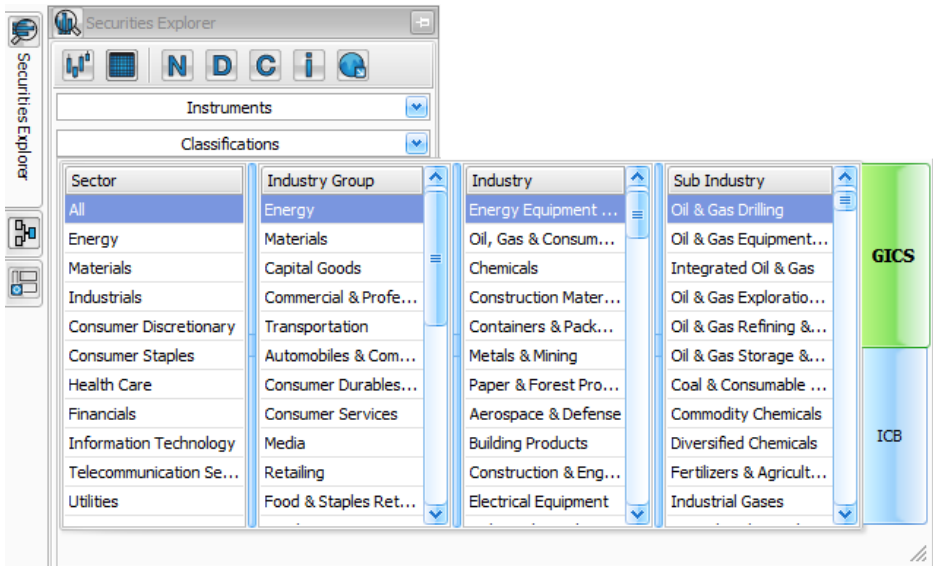 Securities Explorer
Securities Explorer
N D C i
Instruments
Classifications
Sector Industry Group Industry Sub Industry
All Energy Energy Equipment ... Oil & Gas Drilling
Energy Materials Oil, Gas & Consum... Oil & Gas Equipment...
Materials Capital Goods Chemicals Integrated Oil & Gas
Industrials Commercial & Profe... Construction Mater... Oil & Gas Exploratio...
Consumer Discretionary Transportation Containers & Pack... Oil & Gas Refining &...
Consumer Staples Automobiles & Com... Metals & Mining Oil & Gas Storage &...
Health Care Consumer Durables... Paper & Forest Pro... Coal & Consumable ...
Financials Consumer Services Aerospace & Defense Commodity Chemicals
Information Technology Media Building Products Diversified Chemicals
Telecommunication Se... Retailing Construction & Eng... Fertilizers & Agricult...
Utilities Food & Staples Ret... Electrical Equipment Industrial Gases
GICS
ICB